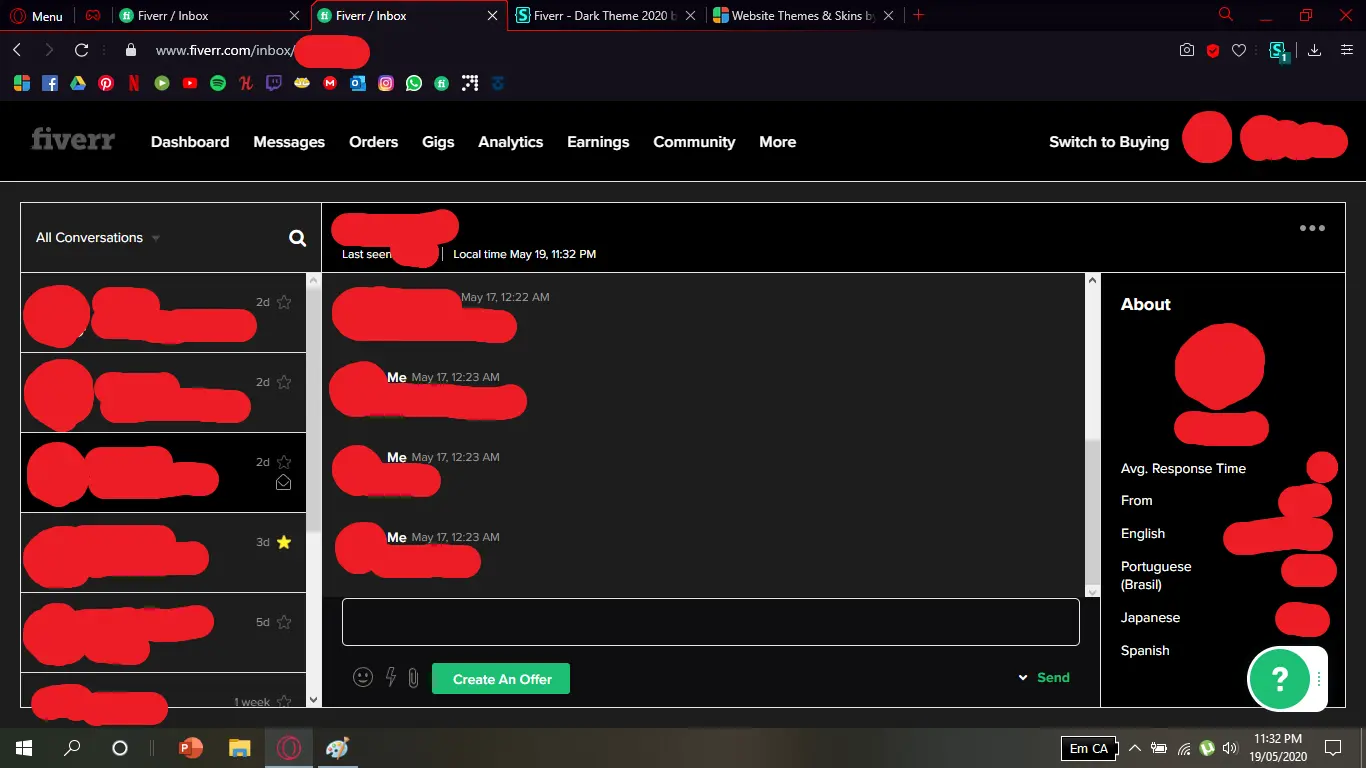 Menu
Fiverr / Inbox
Fiverr / Inbox
Fiverr - Dark Theme 2020 b
Website Themes & Skins by
www.fiverr.com/inbox/
fiverr
Dashboard
Messages
Orders
Gigs
Analytics
Earnings
Community
More
Switch to Buying
All Conversations
Last seen
Local time May 19, 11:32 PM
2d
2d
2d
3d
5d
1 week
May 17, 12:22 AM
Me May 17, 12:23 AM
Me May 17, 12:23 AM
Me May 17, 12:23 AM
Create An Offer
Send
About
Avg. Response Time
From
English
Portuguese
(Brasil)
Japanese
Spanish
?
Em CA
11:32 PM
19/05/2020